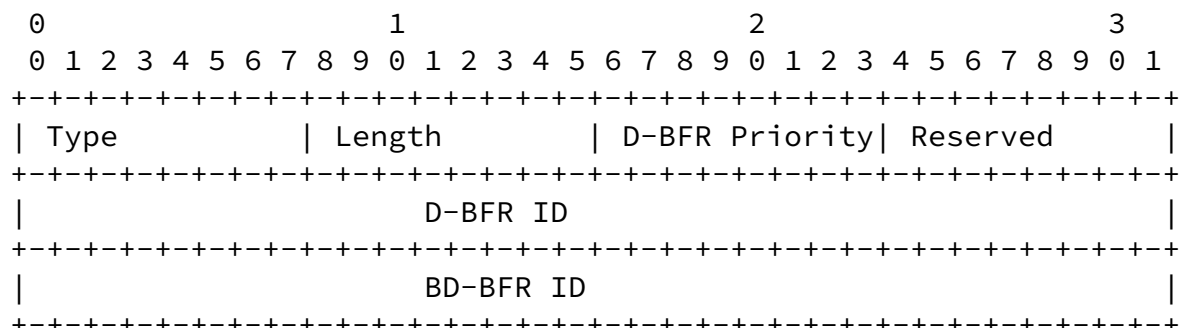 0                   1                   2                   3
 0 1 2 3 4 5 6 7 8 9 0 1 2 3 4 5 6 7 8 9 0 1 2 3 4 5 6 7 8 9 0 1
+-+-+-+-+-+-+-+-+-+-+-+-+-+-+-+-+-+-+-+-+-+-+-+-+-+-+-+-+-+-+-+-+
| Type          | Length        | D-BFR Priority| Reserved      |
+-+-+-+-+-+-+-+-+-+-+-+-+-+-+-+-+-+-+-+-+-+-+-+-+-+-+-+-+-+-+-+-+
|                      D-BFR ID                                 |
+-+-+-+-+-+-+-+-+-+-+-+-+-+-+-+-+-+-+-+-+-+-+-+-+-+-+-+-+-+-+-+-+
|                      BD-BFR ID                                |
+-+-+-+-+-+-+-+-+-+-+-+-+-+-+-+-+-+-+-+-+-+-+-+-+-+-+-+-+-+-+-+-+